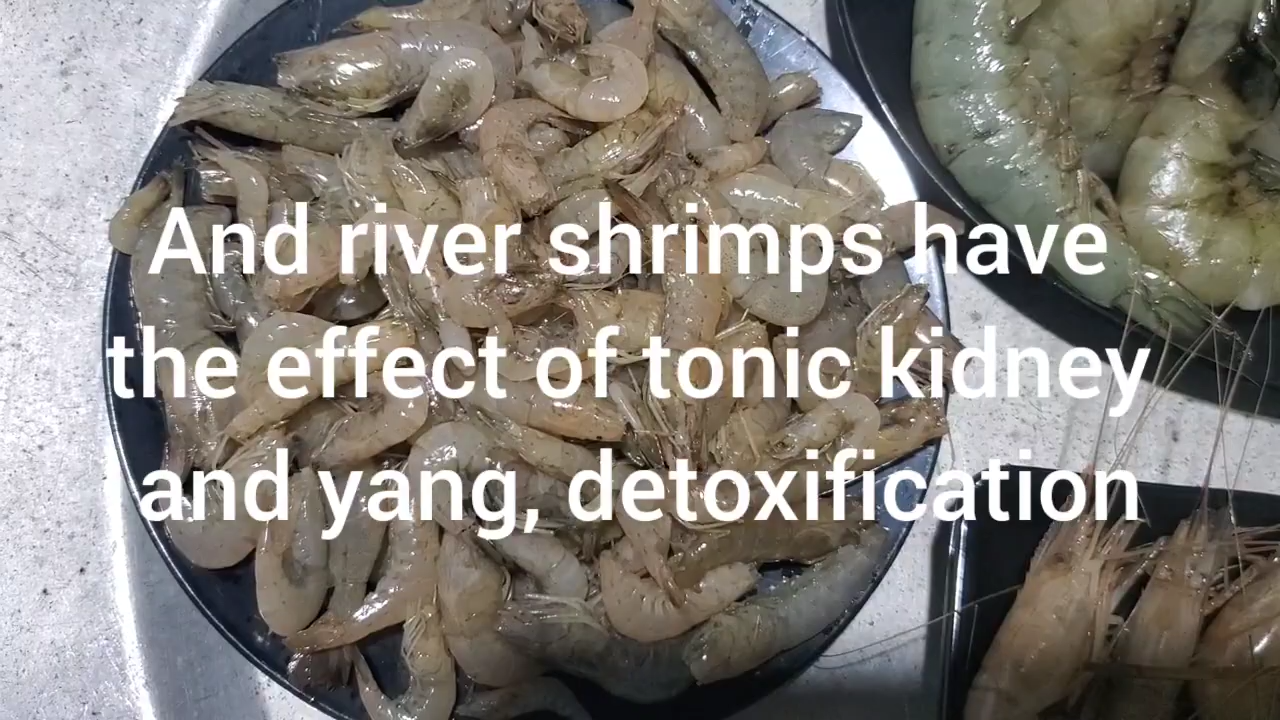 And river shrimps have
the effect of tonic kidney
and yang, detoxification